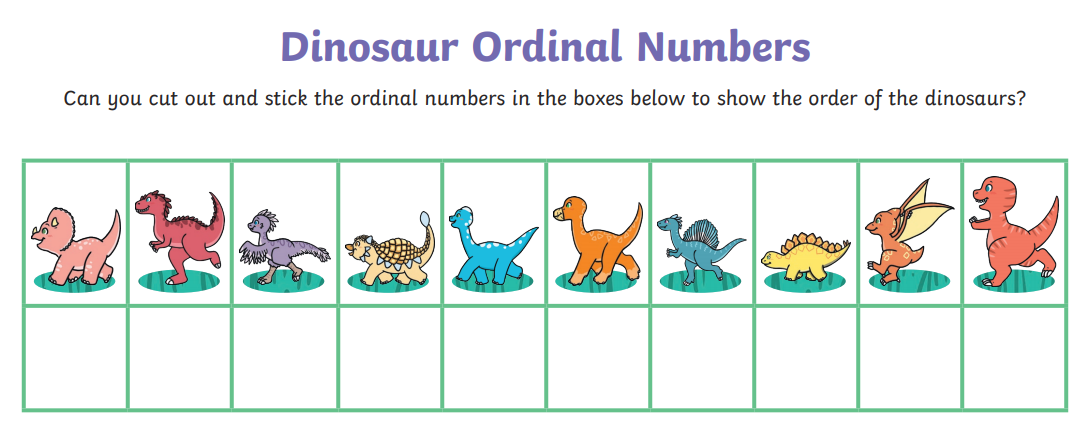 Dinosaur Ordinal Numbers
Can you cut out and stick the ordinal numbers in the boxes below to show the order of the dinosaurs?